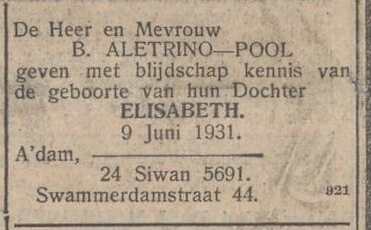 De Heer en Mevrouw
B. ALETRINO—POOL
geven met blijdschap kennis van
de geboorte van hun Dochter
ELISABETH.
9 Juni 1931.
A'dam,
24 Siwan 5691.
Swammerdamstraat 44. 921